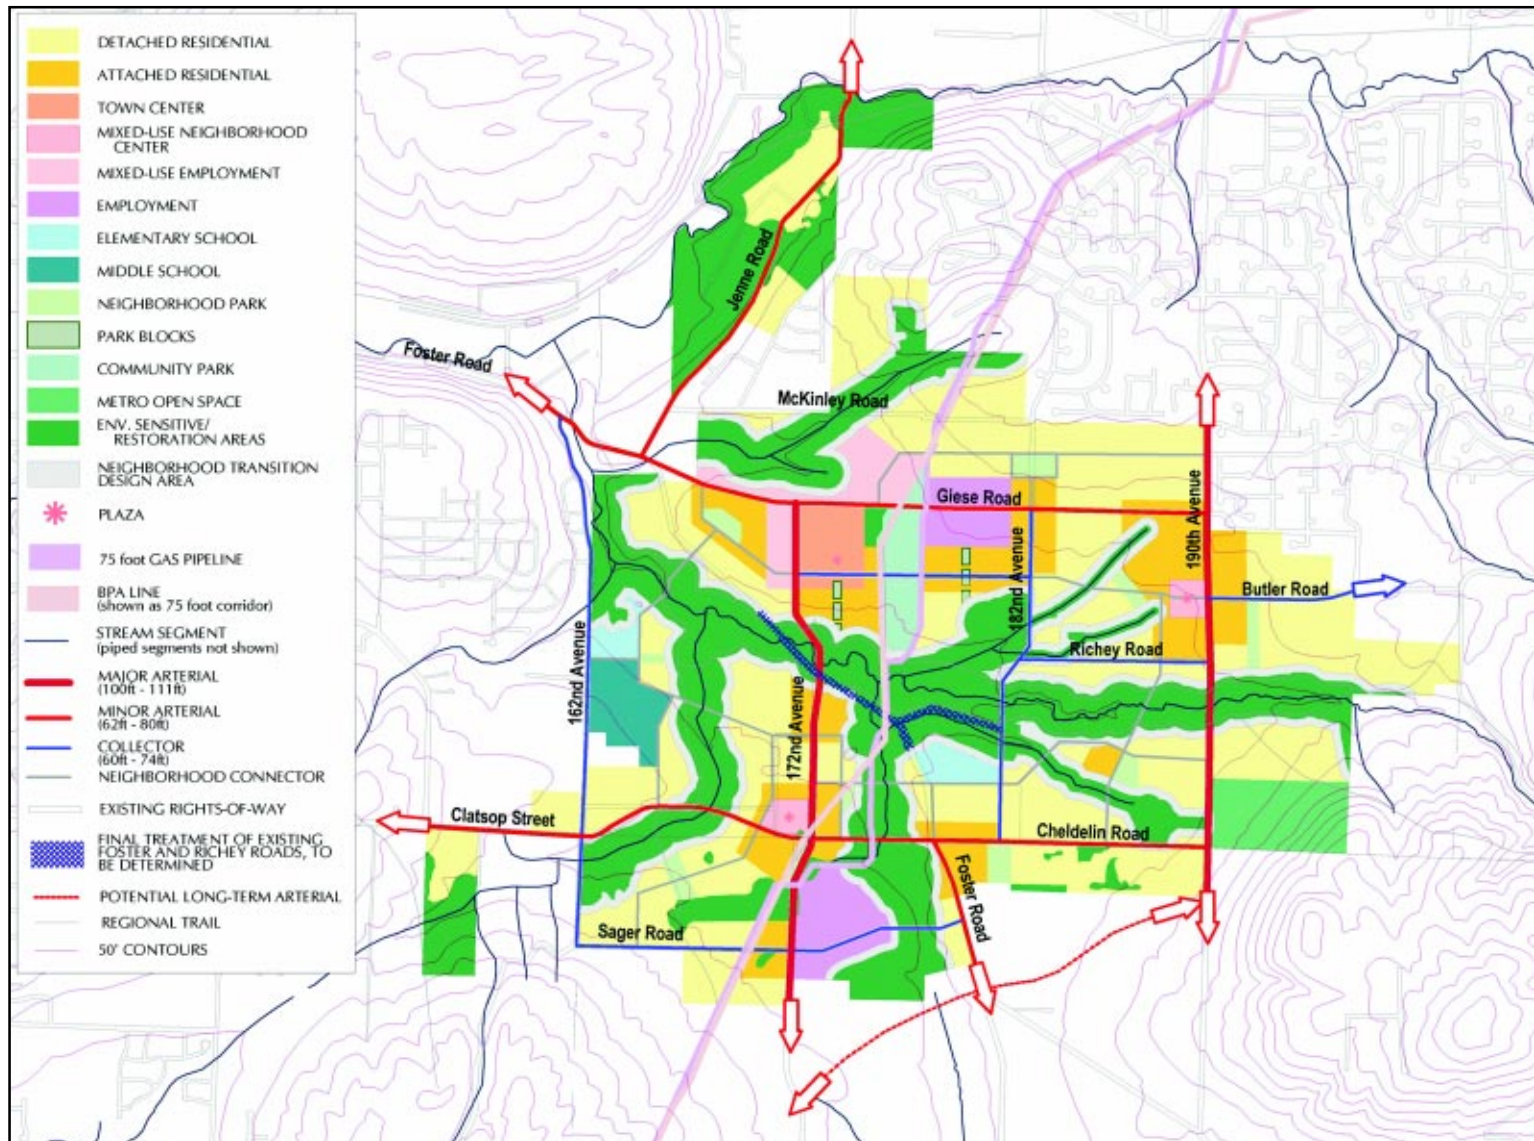 DETACHED RESIDENTIAL
ATTACHED RESIDENTIAL
TOWN CENTER
MIXED-USE NEIGHBORHOOD
CENTER
MIXED-USE EMPLOYMENT
EMPLOYMENT
ELEMENTARY SCHOOL
MIDDLE SCHOOL
NEIGHBORHOOD PARK
PARK BLOCKS
COMMUNITY PARK
METRO OPEN SPACE
ENV. SENSITIVE/
RESTORATION AREAS
NEIGHBORHOOD TRANSITION
DESIGN AREA
PLAZA
75 foot GAS PIPELINE
BPA LINE
(shown as 75 foot corridor)
STREAM SEGMENT
(piped segments not shown)
MAJOR ARTERIAL
(100ft - 111ft)
MINOR ARTERIAL
(62ft - 80ft)
COLLECTOR
(60ft - 74ft)
NEIGHBORHOOD CONNECTOR
EXISTING RIGHTS-OF-WAY
FINAL TREATMENT OF EXISTING
FOSTER AND RICHEY ROADS, TO
BE DETERMINED
POTENTIAL LONG-TERM ARTERIAL
REGIONAL TRAIL
50' CONTOURS
Jenne Road
Foster Road
McKinley Road
Giese Road
190th Avenue
182nd Avenue
Butler Road
Richey Road
162nd Avenue
172nd Avenue
Clatsop Street
Cheldelin Road
Foster Road
Sager Road